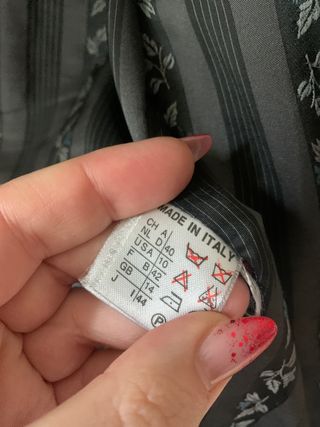 MADE IN ITALY
CH A
NL D 40
USA 10
F B 42
GB 14
J 44
P